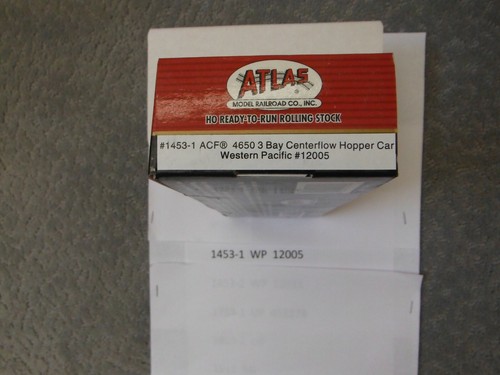 ATLAS
MODEL RAILROAD CO., INC.
HO READY-TO-RUN ROLLING STOCK
#1453-1 ACF® 4650 3 Bay Centerflow Hopper Car
Western Pacific #12005
1453-1 WP 12005